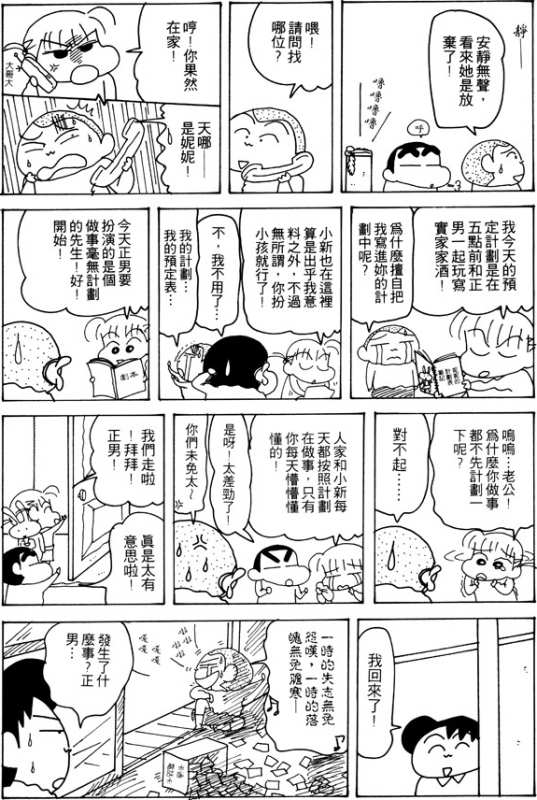 靜——
安靜無聲，
看來她是放
棄了！
嚕嚕嚕嚕
呼
喂！
請問找
哪位？
哼！你果然
在家！
大哥大
天哪—
是妮妮！
我今天的預
定計劃是在
五點前和正
男一起玩寫
實家家酒！
為什麼擅自把
我寫進妳的計
劃中呢？
小新也在這裡
算是出乎我意
料之外，不過
無所謂，你扮
小孩就行了！
不，我不用了…
我的計劃…
我的預定表…
今天正男要
扮演的是個
做事毫無計劃
的先生！好！
開始！
劇本
嗚嗚…老公！
為什麼你做事
都不先計劃一
下呢？
對不起……
人家和小新每
天都按照計劃
在做事，只有
你每天懵懵懂
懂的！
是呀！太差勁了！
你們未免太～
我們走啦
！拜拜！
正男！
真是太有
意思啦！
我回來了！
一時的失志無免
怨嘆，一時的落
魄無免膽寒—
發生了什
麼事？正
男…